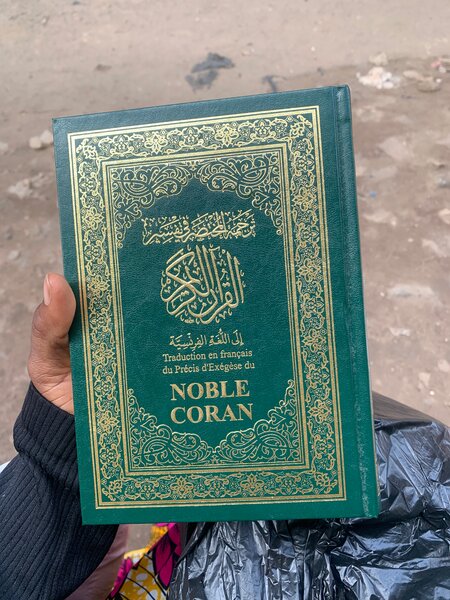 ترجمة المختصر في تفسير
القرآن الكريم
إلى اللغة الفرنسية
Traduction en français
du Précis d'Exégèse du
NOBLE
CORAN